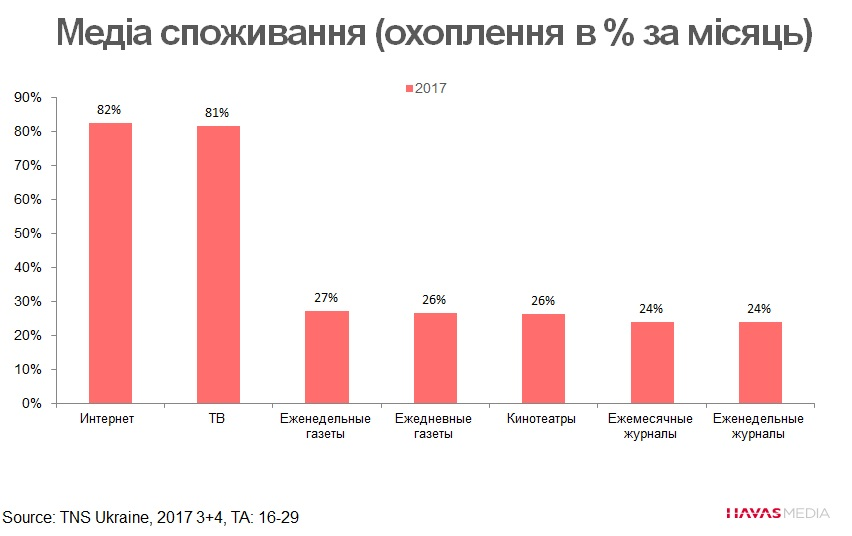 Медіа споживання (охоплення в % за місяць)
2017
90%
80%
70%
60%
50%
40%
30%
20%
10%
0%
82%
81%
27%
26%
26%
24%
24%
Интернет
ТВ
Еженедельные
газеты
Ежедневные
газеты
Кинотеатры
Ежемесячные
журналы
Еженедельные
журналы
Source: TNS Ukraine, 2017 3+4, TA: 16-29
HAVAS MEDIA